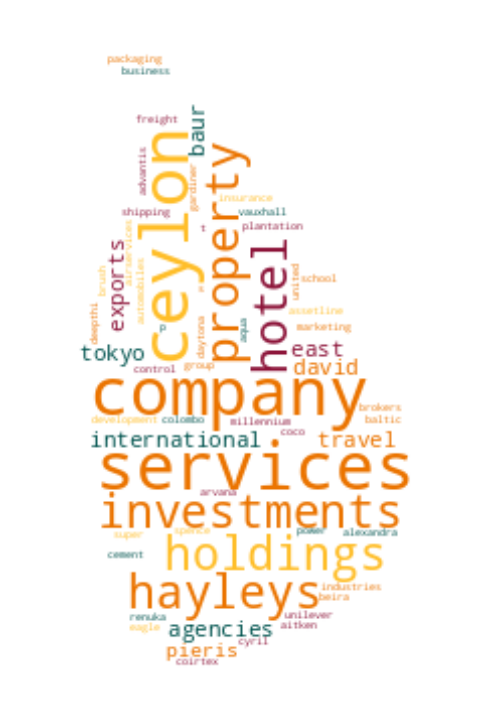 packaging
business
freight
baur
ceylon
property
advantis
gardiner
insurance
shipping
vauxhall
t
plantation
exports
airservices
hotel
brush
automobiles
e
united
school
deepthi
p
daytona
aqua
assetline
marketing
tokyo
east
control
group
david
company
brokers
development
colombo
millennium
baltic
coco
international
travel
services
arvana
investments
super
spence
power
alexandra
cement
holdings
hayleys
industries
beira
renuka
unilever
eagle
agencies
aitken
cyril
pieris
coirtex